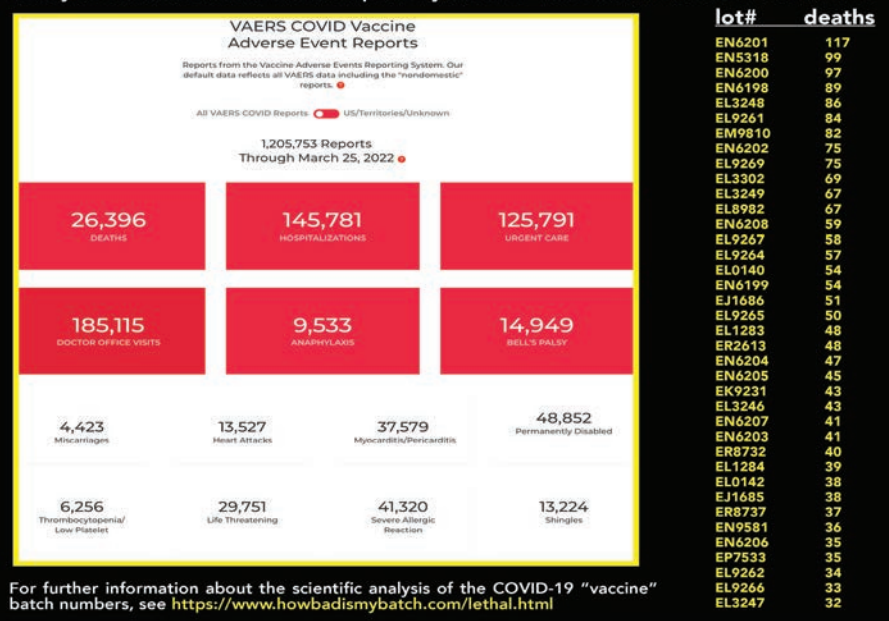 VAERS COVID Vaccine
Adverse Event Reports
Reports from the Vaccine Adverse Events Reporting System. Our
default data reflects all VAERS data including the "nondomestic"
reports.
All VAERS COVID Reports US/Territories/Unknown
1,205,753 Reports
Through March 25, 2022
26,396
DEATHS
145,781
HOSPITALIZATIONS
125,791
URGENT CARE
185,115
DOCTOR OFFICE VISITS
9,533
ANAPHYLAXIS
14,949
BELL'S PALSY
4,423
Miscarriages
13,527
Heart Attacks
37,579
Myocarditis/Pericarditis
48,852
Permanently Disabled
6,256
Thrombocytopenia/
Low Platelet
29,751
Life Threatening
41,320
Severe Allergic
Reaction
13,224
Shingles
For further information about the scientific analysis of the COVID-19 "vaccine"
batch numbers, see https://www.howbadismybatch.com/lethal.html
lot# deaths
EN6201 117
EN5318 99
EN6200 97
EN6198 89
EL3248 86
EL9261 84
EM9810 82
EN6202 75
EL9269 75
EL3302 69
EL3249 67
EL8982 67
EN6208 59
EL9267 58
EL9264 57
EL0140 54
EN6199 54
EJ1686 51
EL9265 50
EL1283 48
ER2613 48
EN6204 47
EN6205 45
EK9231 43
EL3246 43
EN6207 41
EN6203 41
ER8732 40
EL1284 39
EL0142 38
EJ1685 38
ER8737 37
EN9581 36
EN6206 35
EP7533 35
EL9262 34
EL9266 33
EL3247 32